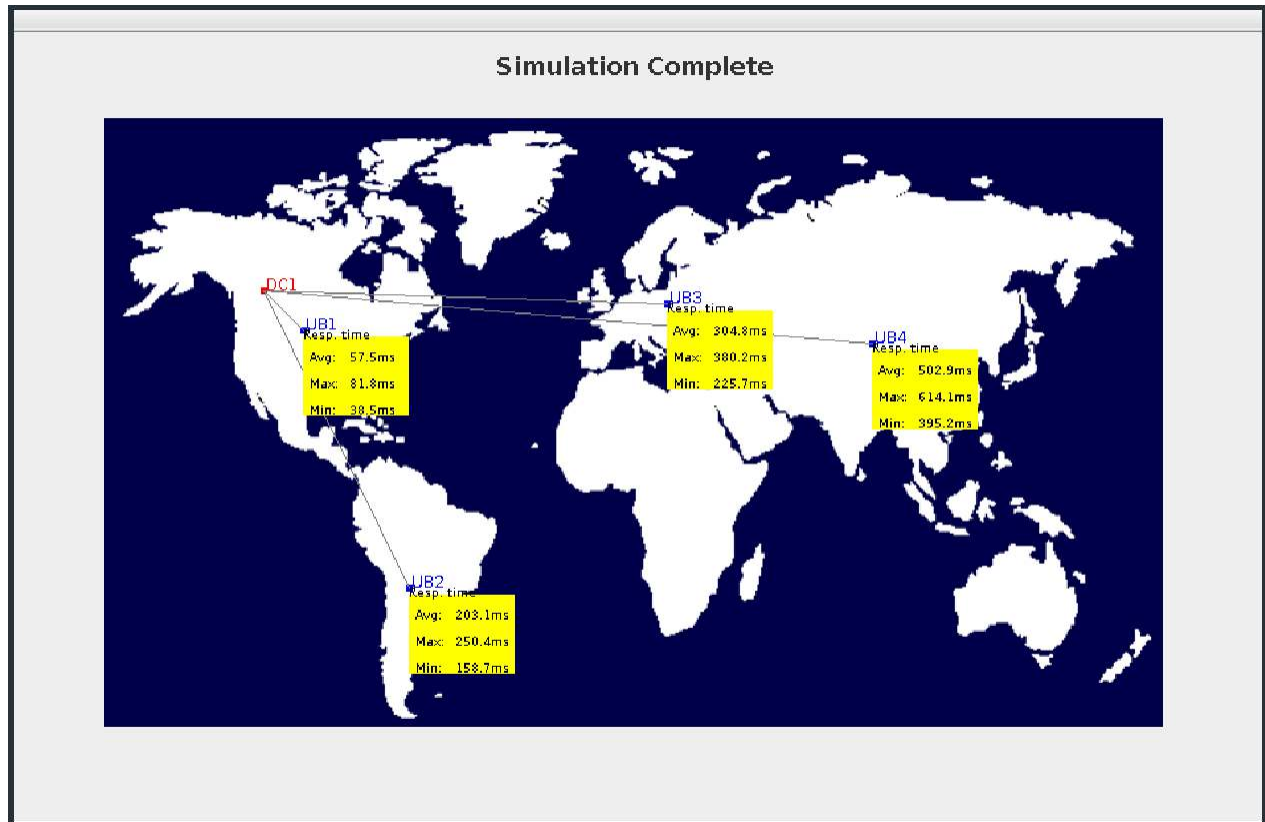 Simulation Complete
DC1
UB1
Resp. time
Avg: 57.5ms
Max: 81.8ms
Min: 38.5ms
UB3
Resp. time
Avg: 304.8ms
Max: 380.2ms
Min: 225.7ms
UB4
Resp. time
Avg: 502.9ms
Max: 614.1ms
Min: 395.2ms
UB2
Resp. time
Avg: 203.1ms
Max: 250.4ms
Min: 158.7ms